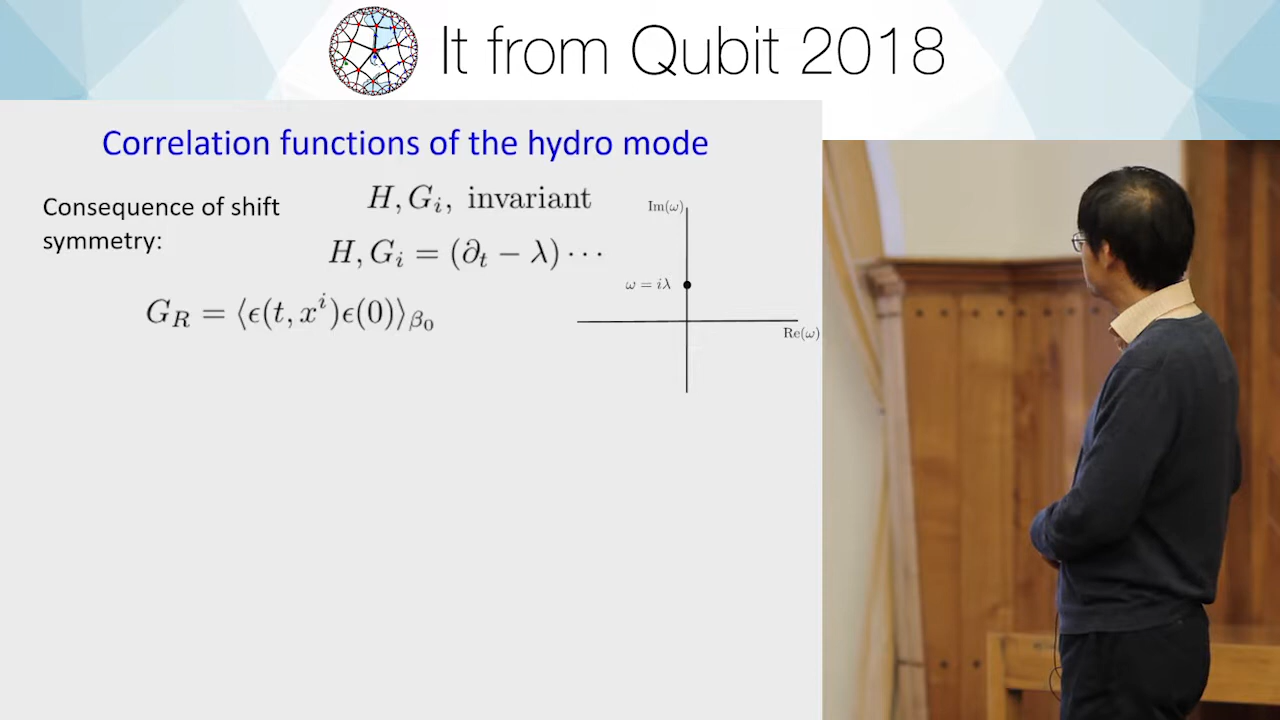 It from Qubit 2018
Correlation functions of the hydro mode
Consequence of shift
symmetry:
H, G_i, invariant
H, G_i = (∂_t − λ) ···
G_R = ⟨ϵ(t, x^i)ϵ(0)⟩_{β_0}
Im(ω)
ω = iλ
Re(ω)